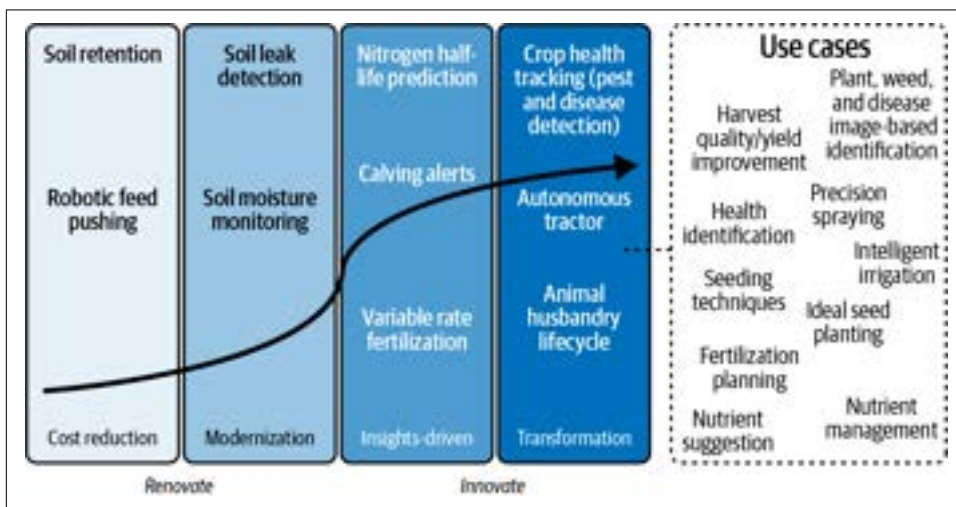 Soil retention
Robotic feed
pushing
Cost reduction
Soil leak
detection
Soil moisture
monitoring
Modernization
Nitrogen half-
life prediction
Calving alerts
Variable rate
fertilization
Insights-driven
Crop health
tracking (pest
and disease
detection)
Autonomous
tractor
Animal
husbandry
lifecycle
Transformation
Renovate
Innovate
Use cases
Plant, weed,
and disease
image-based
identification
Harvest
quality/yield
improvement
Precision
spraying
Health
identification
Intelligent
irrigation
Seeding
techniques
Ideal seed
planting
Fertilization
planning
Nutrient
management
Nutrient
suggestion